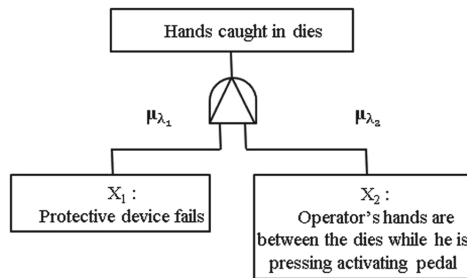 Hands caught in dies
μλ₁
μλ₂
X₁ :
Protective device fails
X₂ :
Operator's hands are
between the dies while he is
pressing activating pedal